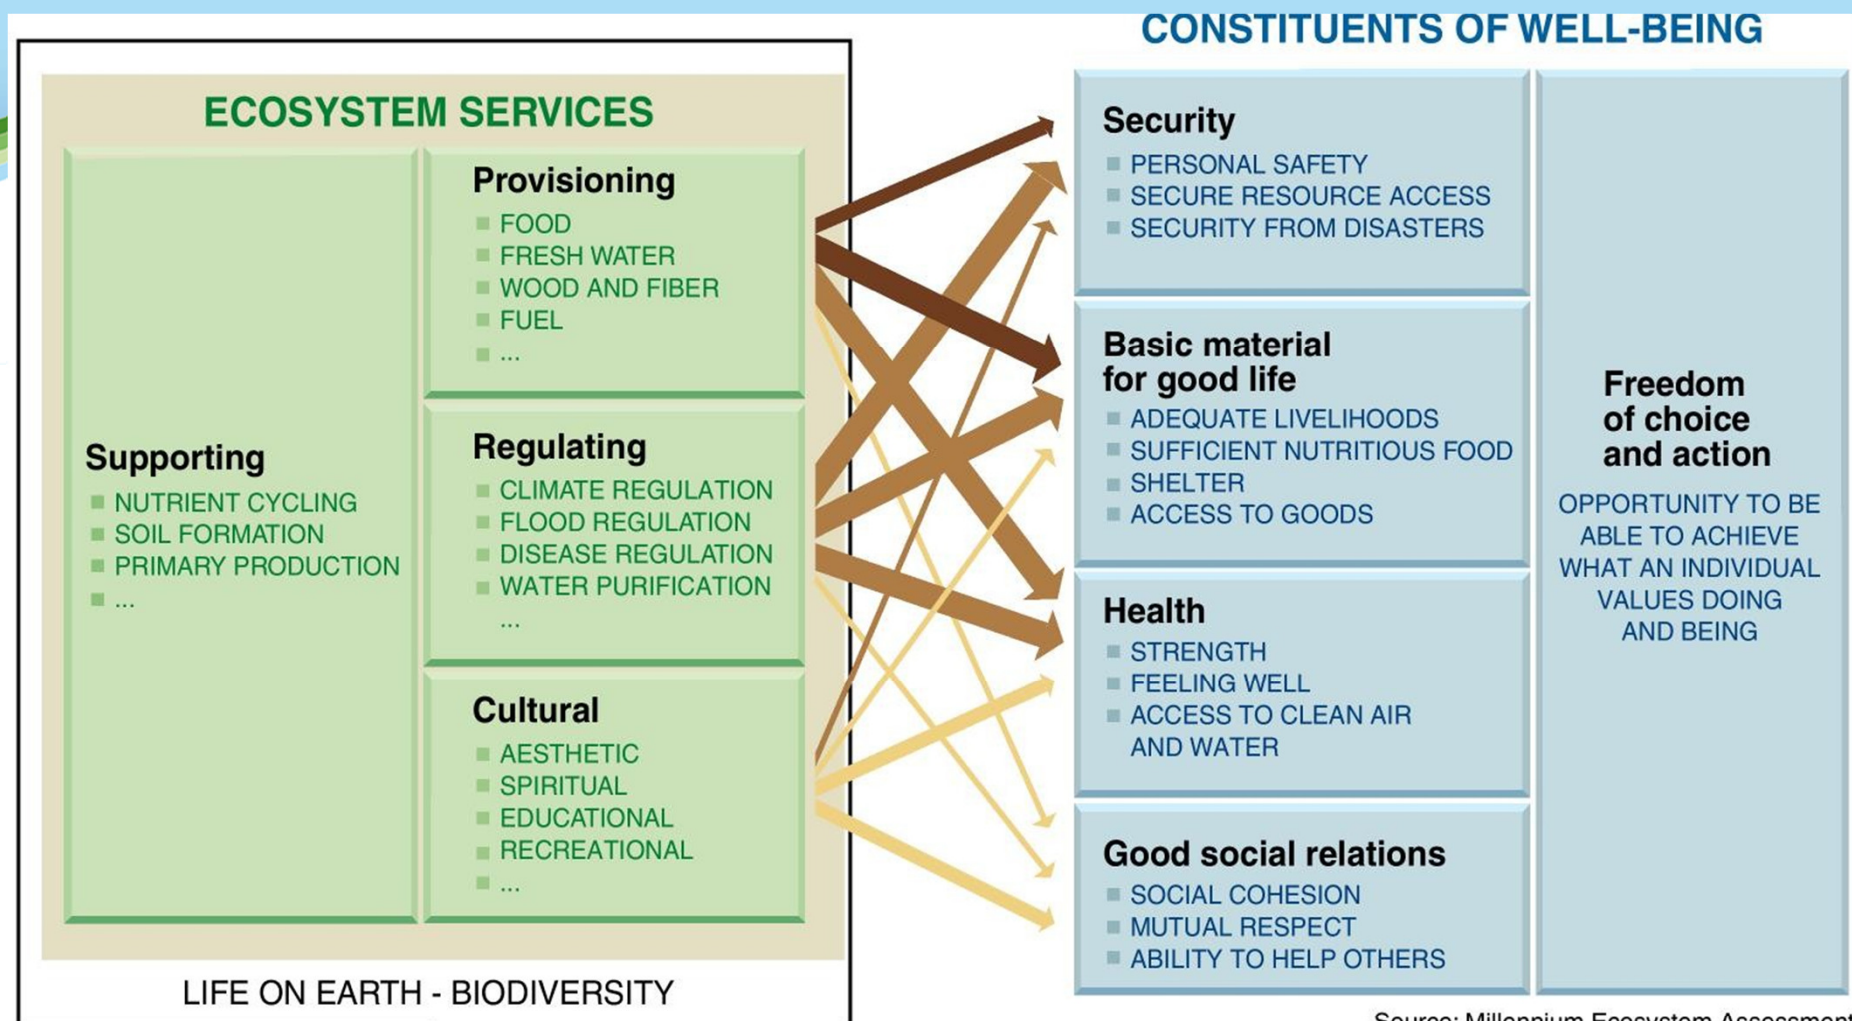 CONSTITUENTS OF WELL-BEING
ECOSYSTEM SERVICES
Supporting
NUTRIENT CYCLING
SOIL FORMATION
PRIMARY PRODUCTION
...
Provisioning
FOOD
FRESH WATER
WOOD AND FIBER
FUEL
...
Regulating
CLIMATE REGULATION
FLOOD REGULATION
DISEASE REGULATION
WATER PURIFICATION
...
Cultural
AESTHETIC
SPIRITUAL
EDUCATIONAL
RECREATIONAL
...
LIFE ON EARTH - BIODIVERSITY
Security
PERSONAL SAFETY
SECURE RESOURCE ACCESS
SECURITY FROM DISASTERS
Basic material
for good life
ADEQUATE LIVELIHOODS
SUFFICIENT NUTRITIOUS FOOD
SHELTER
ACCESS TO GOODS
Health
STRENGTH
FEELING WELL
ACCESS TO CLEAN AIR
AND WATER
Good social relations
SOCIAL COHESION
MUTUAL RESPECT
ABILITY TO HELP OTHERS
Freedom
of choice
and action
OPPORTUNITY TO BE
ABLE TO ACHIEVE
WHAT AN INDIVIDUAL
VALUES DOING
AND BEING
Source: Millennium Ecosystem Assessment